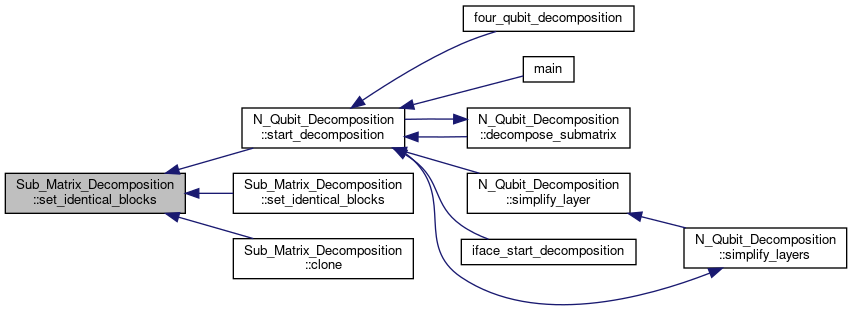 four_qubit_decomposition
main
N_Qubit_Decomposition
::start_decomposition
N_Qubit_Decomposition
::decompose_submatrix
Sub_Matrix_Decomposition
::set_identical_blocks
Sub_Matrix_Decomposition
::set_identical_blocks
N_Qubit_Decomposition
::simplify_layer
Sub_Matrix_Decomposition
::clone
iface_start_decomposition
N_Qubit_Decomposition
::simplify_layers